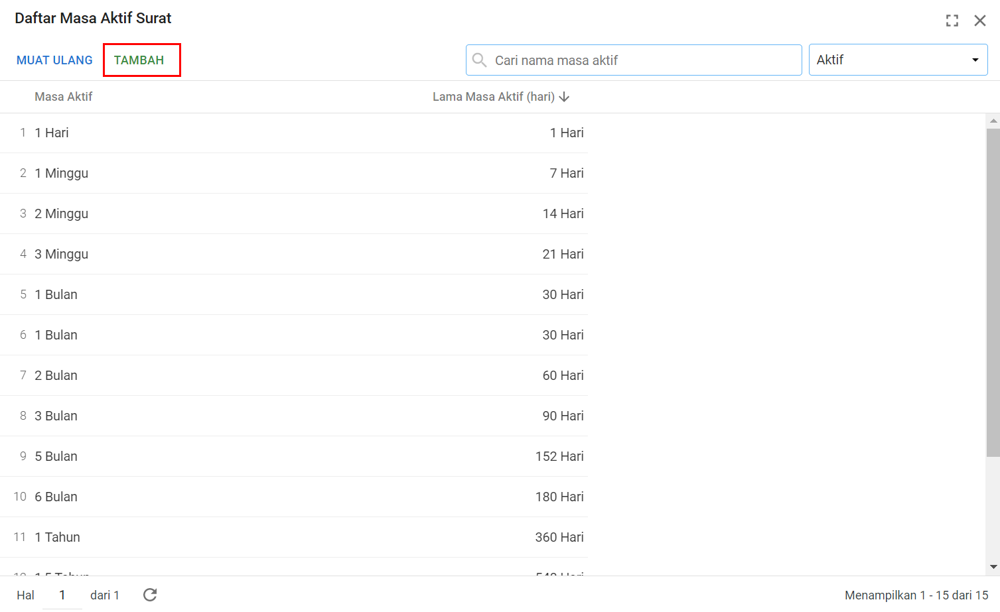 Daftar Masa Aktif Surat
MUAT ULANG TAMBAH Cari nama masa aktif Aktif
Masa Aktif Lama Masa Aktif (hari)
1 1 Hari 1 Hari
2 1 Minggu 7 Hari
3 2 Minggu 14 Hari
4 3 Minggu 21 Hari
5 1 Bulan 30 Hari
6 1 Bulan 30 Hari
7 2 Bulan 60 Hari
8 3 Bulan 90 Hari
9 5 Bulan 152 Hari
10 6 Bulan 180 Hari
11 1 Tahun 360 Hari
Hal 1 dari 1 Menampilkan 1 - 15 dari 15